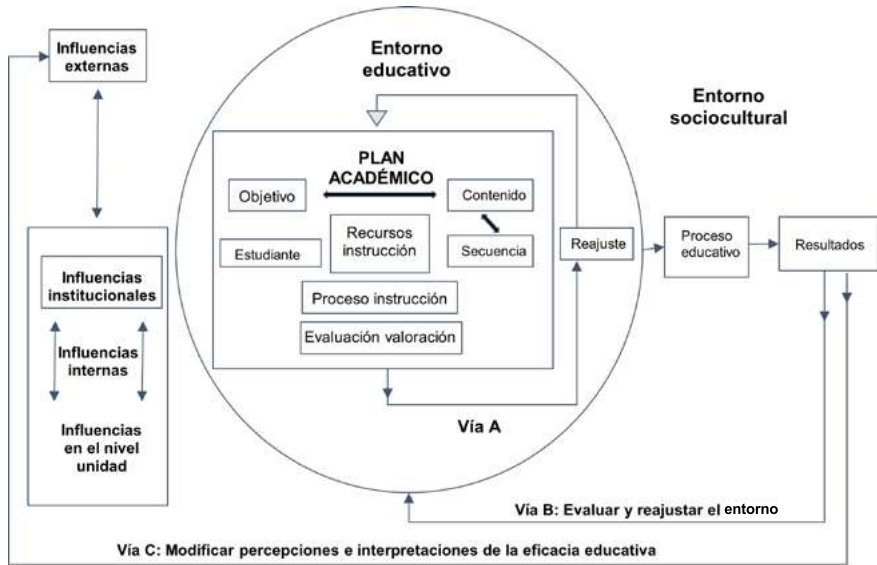 Influencias
externas
Influencias
institucionales
Influencias
internas
Influencias
en el nivel
unidad
Entorno
educativo
PLAN
ACADÉMICO
Objetivo
Contenido
Recursos
instrucción
Estudiante
Secuencia
Proceso instrucción
Evaluación valoración
Reajuste
Vía A
Entorno
sociocultural
Proceso
educativo
Resultados
Vía B: Evaluar y reajustar el entorno
Vía C: Modificar percepciones e interpretaciones de la eficacia educativa